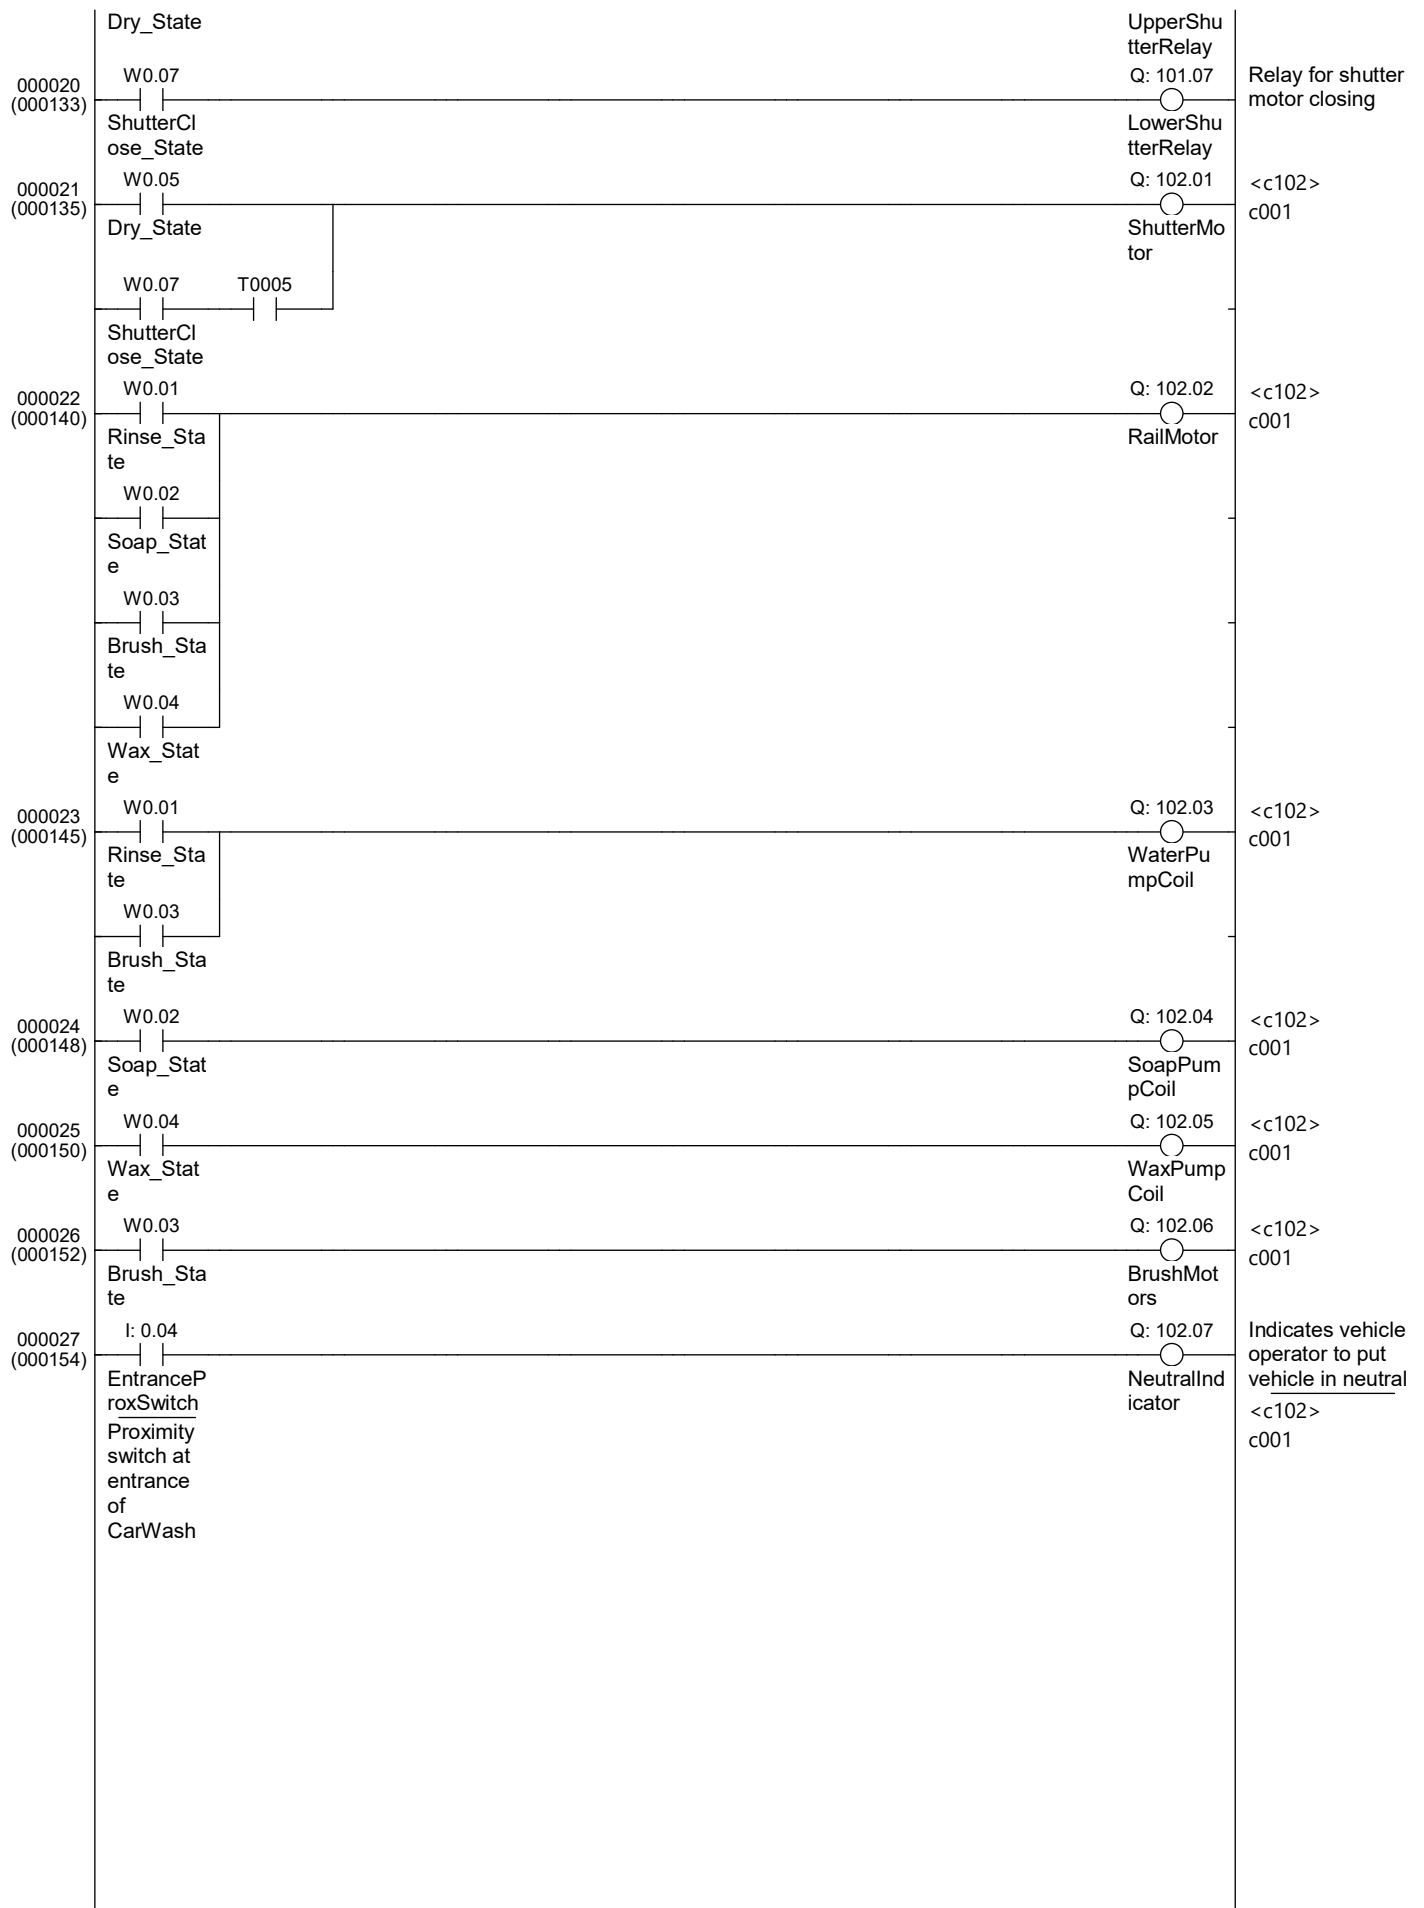 Dry_State
UpperShu
tterRelay
000020
(000133)
W0.07
Q: 101.07
Relay for shutter
motor closing
ShutterCl
ose_State
LowerShu
tterRelay
000021
(000135)
W0.05
Q: 102.01
<c102>
c001
Dry_State
ShutterMo
tor
W0.07
T0005
ShutterCl
ose_State
000022
(000140)
W0.01
Q: 102.02
<c102>
c001
Rinse_Sta
te
RailMotor
W0.02
Soap_Stat
e
W0.03
Brush_Sta
te
W0.04
Wax_Stat
e
000023
(000145)
W0.01
Q: 102.03
<c102>
c001
Rinse_Sta
te
WaterPu
mpCoil
W0.03
Brush_Sta
te
000024
(000148)
W0.02
Q: 102.04
<c102>
c001
Soap_Stat
e
SoapPum
pCoil
000025
(000150)
W0.04
Q: 102.05
<c102>
c001
Wax_Stat
e
WaxPump
Coil
000026
(000152)
W0.03
Q: 102.06
<c102>
c001
Brush_Sta
te
BrushMot
ors
000027
(000154)
I: 0.04
Q: 102.07
Indicates vehicle
operator to put
vehicle in neutral
<c102>
c001
EntranceP
roxSwitch
Proximity
switch at
entrance
of
CarWash
NeutralInd
icator